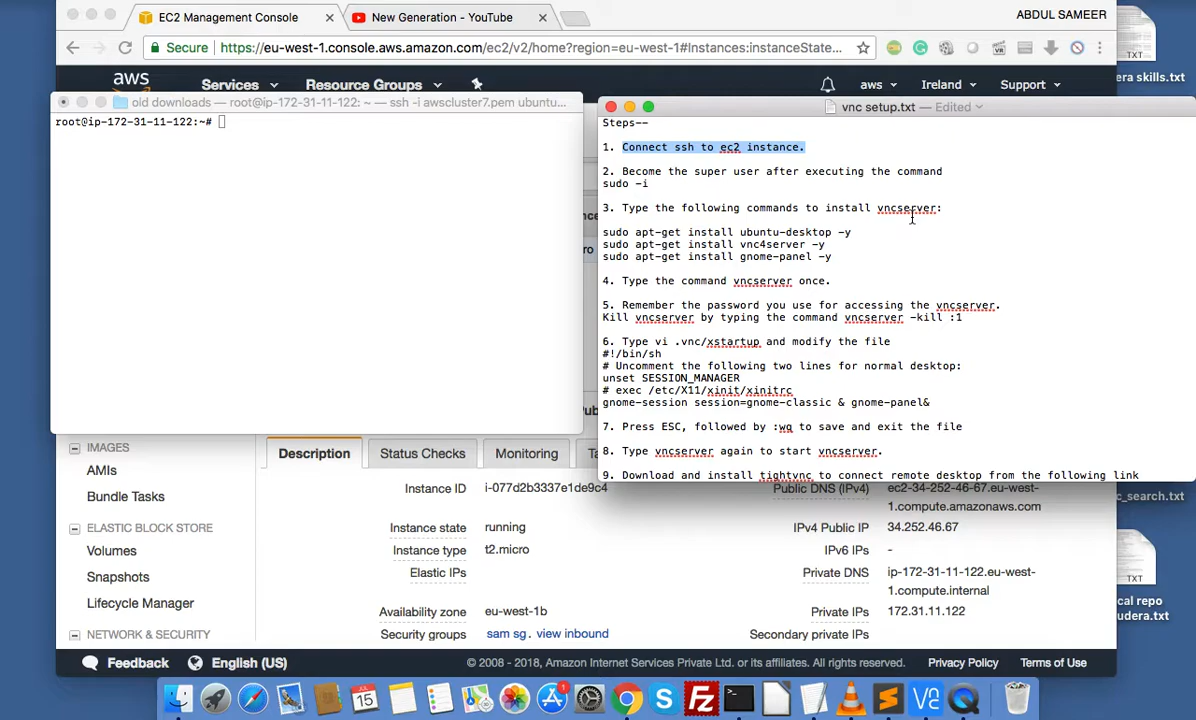 EC2 Management Console
New Generation - YouTube
ABDUL SAMEER
Secure
https://eu-west-1.console.aws.amazon.com/ec2/v2/home?region=eu-west-1#Instances:instanceState...
TXT
era skills.txt
aws
Services
Resource Groups
aws
Ireland
Support
old downloads — root@ip-172-31-11-122: ~ — ssh -i awscluster7.pem ubuntu...
root@ip-172-31-11-122:~#
vnc setup.txt — Edited
Steps--
1. Connect ssh to ec2 instance.
2. Become the super user after executing the command
sudo -i
3. Type the following commands to install vncserver:
sudo apt-get install ubuntu-desktop -y
sudo apt-get install vnc4server -y
sudo apt-get install gnome-panel -y
4. Type the command vncserver once.
5. Remember the password you use for accessing the vncserver.
Kill vncserver by typing the command vncserver -kill :1
6. Type vi .vnc/xstartup and modify the file
#!/bin/sh
# Uncomment the following two lines for normal desktop:
unset SESSION_MANAGER
# exec /etc/X11/xinit/xinitrc
gnome-session session=gnome-classic & gnome-panel&
7. Press ESC, followed by :wq to save and exit the file
8. Type vncserver again to start vncserver.
9. Download and install tightvnc to connect remote desktop from the following link
IMAGES
AMIs
Bundle Tasks
ELASTIC BLOCK STORE
Volumes
Snapshots
Lifecycle Manager
NETWORK & SECURITY
Description
Status Checks
Monitoring
Instance ID
i-077d2b3337e1de9c4
Public DNS (IPv4)
ec2-34-252-46-67.eu-west-
1.compute.amazonaws.com
Instance state
running
IPv4 Public IP
34.252.46.67
Instance type
t2.micro
IPv6 IPs
-
Elastic IPs
Private DNS
ip-172-31-11-122.eu-west-
1.compute.internal
Availability zone
eu-west-1b
Private IPs
172.31.11.122
Security groups
sam sg. view inbound
Secondary private IPs
c_search.txt
TXT
cal repo
udera.txt
Feedback
English (US)
© 2008 - 2018, Amazon Internet Services Private Ltd. or its affiliates. All rights reserved.
Privacy Policy
Terms of Use
15
1